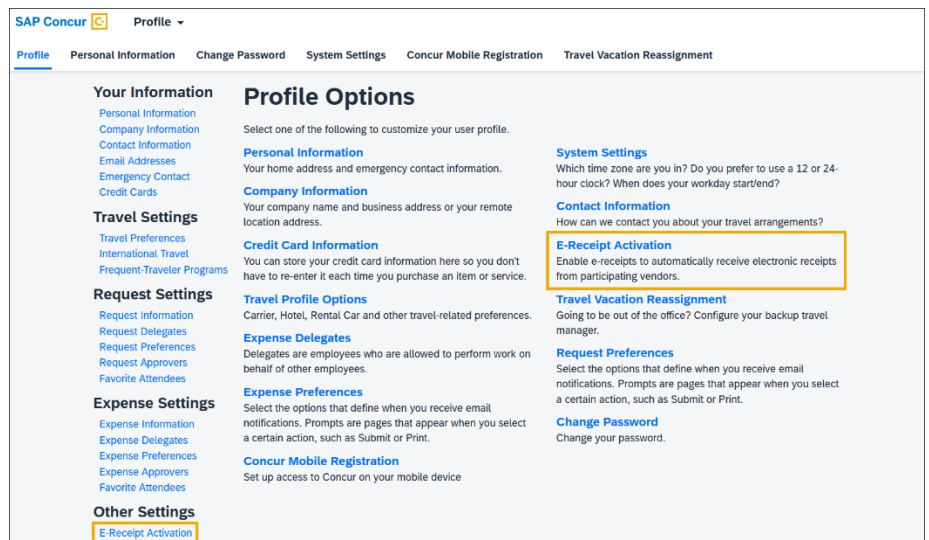 SAP Concur C Profile
Profile Personal Information Change Password System Settings Concur Mobile Registration Travel Vacation Reassignment
Your Information
Personal Information
Company Information
Contact Information
Email Addresses
Emergency Contact
Credit Cards
Travel Settings
Travel Preferences
International Travel
Frequent-Traveler Programs
Request Settings
Request Information
Request Delegates
Request Preferences
Request Approvers
Favorite Attendees
Expense Settings
Expense Information
Expense Delegates
Expense Preferences
Expense Approvers
Favorite Attendees
Other Settings
E-Receipt Activation
Profile Options
Select one of the following to customize your user profile.
Personal Information
Your home address and emergency contact information.
Company Information
Your company name and business address or your remote
location address.
Credit Card Information
You can store your credit card information here so you don't
have to re-enter it each time you purchase an item or service.
Travel Profile Options
Carrier, Hotel, Rental Car and other travel-related preferences.
Expense Delegates
Delegates are employees who are allowed to perform work on
behalf of other employees.
Expense Preferences
Select the options that define when you receive email
notifications. Prompts are pages that appear when you select
a certain action, such as Submit or Print.
Concur Mobile Registration
Set up access to Concur on your mobile device
System Settings
Which time zone are you in? Do you prefer to use a 12 or 24-
hour clock? When does your workday start/end?
Contact Information
How can we contact you about your travel arrangements?
E-Receipt Activation
Enable e-receipts to automatically receive electronic receipts
from participating vendors.
Travel Vacation Reassignment
Going to be out of the office? Configure your backup travel
manager.
Request Preferences
Select the options that define when you receive email
notifications. Prompts are pages that appear when you select
a certain action, such as Submit or Print.
Change Password
Change your password.